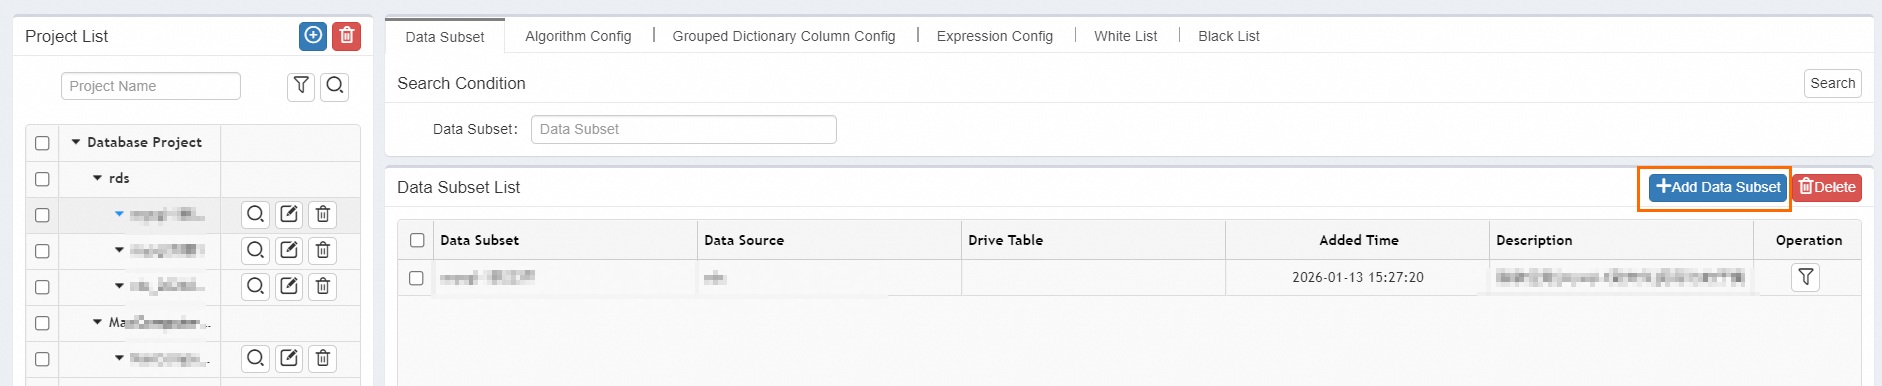 Project List
Project Name
Database Project
rds
Data Subset
Algorithm Config
Grouped Dictionary Column Config
Expression Config
White List
Black List
Search Condition
Search
Data Subset:
Data Subset
Data Subset List
Add Data Subset
Delete
Data Subset
Data Source
Drive Table
Added Time
Description
Operation
2026-01-13 15:27:20